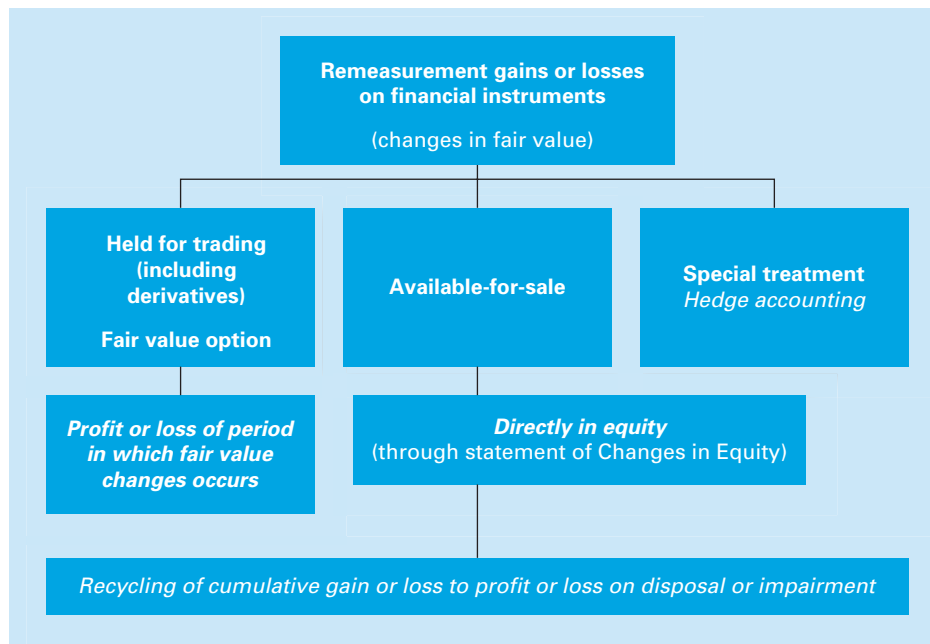 Remeasurement gains or losses
on financial instruments
(changes in fair value)
Held for trading
(including
derivatives)
Fair value option
Available-for-sale
Special treatment
Hedge accounting
Profit or loss of period
in which fair value
changes occurs
Directly in equity
(through statement of Changes in Equity)
Recycling of cumulative gain or loss to profit or loss on disposal or impairment